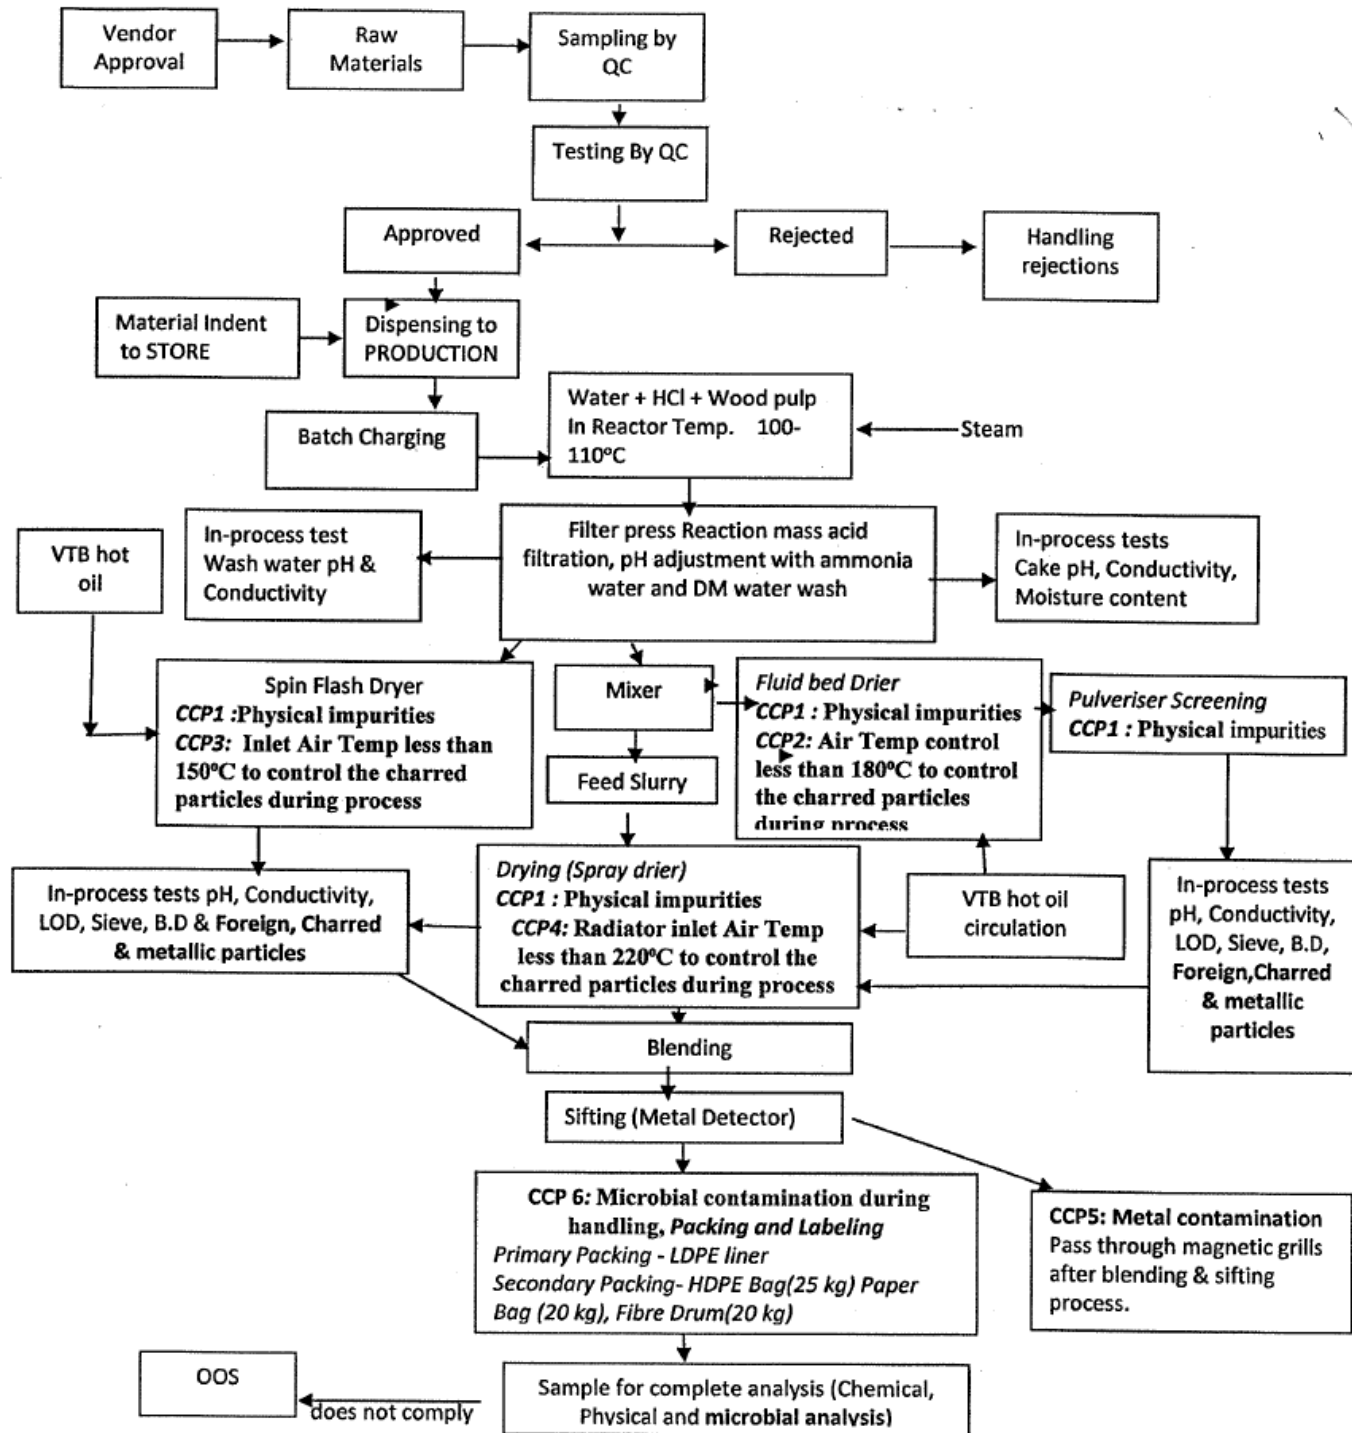 Vendor
Approval
Raw
Materials
Sampling by
QC
Testing By QC
Approved
Rejected
Handling
rejections
Material Indent
to STORE
Dispensing to
PRODUCTION
Batch Charging
Water + HCl + Wood pulp
In Reactor Temp. 100-
110°C
Steam
VTB hot
oil
In-process test
Wash water pH &
Conductivity
Filter press Reaction mass acid
filtration, pH adjustment with ammonia
water and DM water wash
In-process tests
Cake pH, Conductivity,
Moisture content
Spin Flash Dryer
CCP1 :Physical impurities
CCP3: Inlet Air Temp less than
150°C to control the charred
particles during process
Mixer
Feed Slurry
Fluid bed Drier
CCP1 : Physical impurities
CCP2: Air Temp control
less than 180°C to control
the charred particles
during process
Pulveriser Screening
CCP1 : Physical impurities
In-process tests pH, Conductivity,
LOD, Sieve, B.D & Foreign, Charred
& metallic particles
Drying (Spray drier)
CCP1 : Physical impurities
CCP4: Radiator inlet Air Temp
less than 220°C to control the
charred particles during process
VTB hot oil
circulation
In-process tests
pH, Conductivity,
LOD, Sieve, B.D,
Foreign,Charred
& metallic
particles
Blending
Sifting (Metal Detector)
CCP 6: Microbial contamination during
handling, Packing and Labeling
Primary Packing - LDPE liner
Secondary Packing- HDPE Bag(25 kg) Paper
Bag (20 kg), Fibre Drum(20 kg)
CCP5: Metal contamination
Pass through magnetic grills
after blending & sifting
process.
OOS
does not comply
Sample for complete analysis (Chemical,
Physical and microbial analysis)